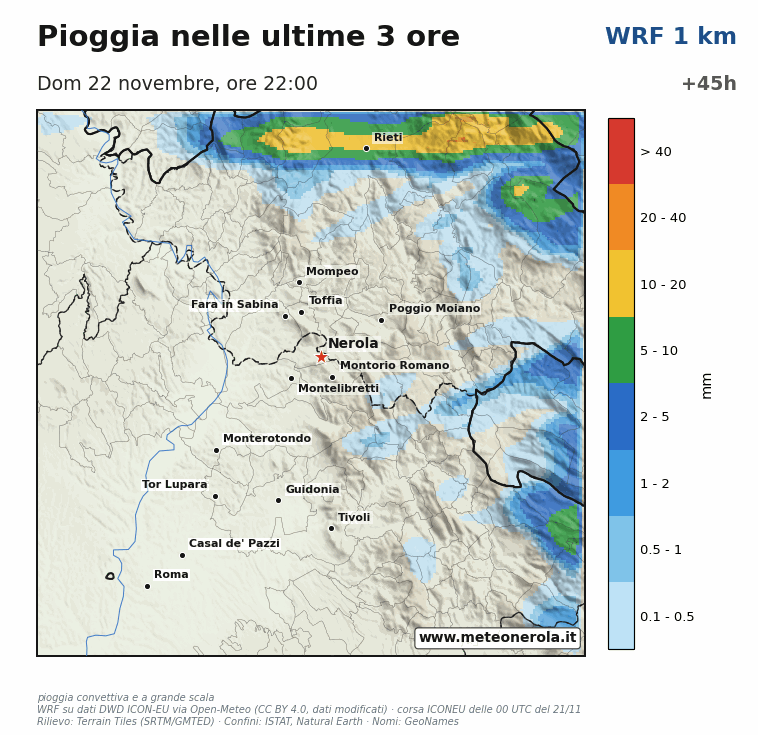 Pioggia nelle ultime 3 ore
WRF 1 km
Dom 22 novembre, ore 22:00
+45h
Rieti
Mompeo
Fara in Sabina
Toffia
Poggio Moiano
Nerola
Montorio Romano
Montelibretti
Monterotondo
Tor Lupara
Guidonia
Tivoli
Casal de' Pazzi
Roma
www.meteonerola.it
> 40
20 - 40
10 - 20
5 - 10
2 - 5
1 - 2
0.5 - 1
0.1 - 0.5
mm
pioggia convettiva e a grande scala
WRF su dati DWD ICON-EU via Open-Meteo (CC BY 4.0, dati modificati) · corsa ICONEU delle 00 UTC del 21/11
Rilievo: Terrain Tiles (SRTM/GMTED) · Confini: ISTAT, Natural Earth · Nomi: GeoNames